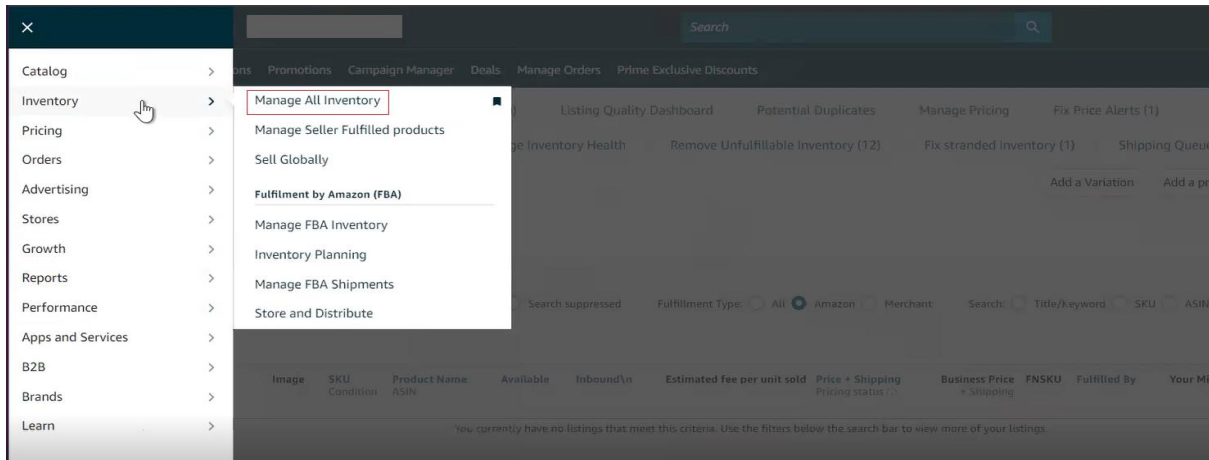 Search
ons Promotions Campaign Manager Deals Manage Orders Prime Exclusive Discounts
Catalog
Inventory
Pricing
Orders
Advertising
Stores
Growth
Reports
Performance
Apps and Services
B2B
Brands
Learn
Manage All Inventory
Manage Seller Fulfilled products
Sell Globally
Fulfilment by Amazon (FBA)
Manage FBA Inventory
Inventory Planning
Manage FBA Shipments
Store and Distribute
Listing Quality Dashboard Potential Duplicates Manage Pricing Fix Price Alerts (1)
ge Inventory Health Remove Unfulfillable Inventory (12) Fix stranded inventory (1) Shipping Queue
Add a Variation Add a pr
Search suppressed Fulfillment Type: All Amazon Merchant Search: Title/Keyword SKU ASIN
Image SKU Product Name Available Inbound\n Estimated fee per unit sold Price + Shipping Business Price FNSKU Fulfilled By Your Mi
Condition ASIN Pricing status + Shipping
You currently have no listings that meet this criteria. Use the filters below the search bar to view more of your listings.